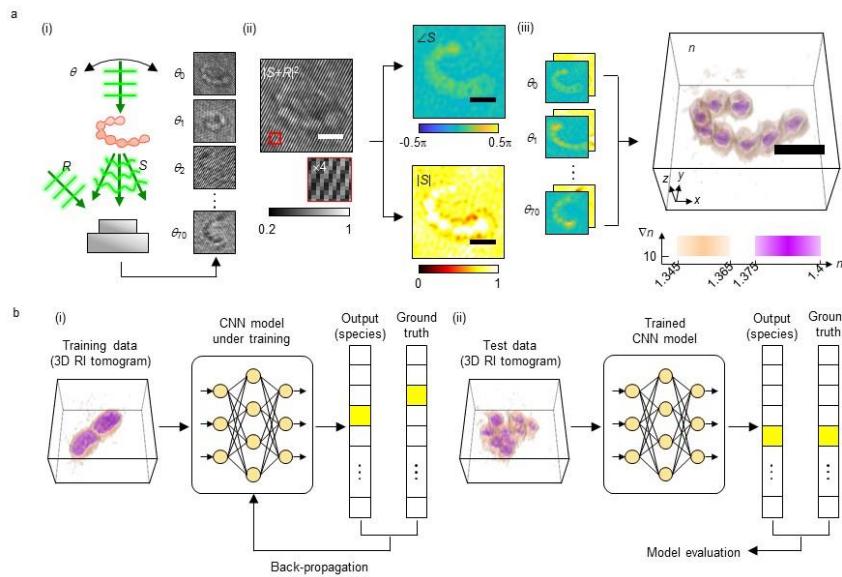 a
(i)
(ii)
(iii)
θ
θ0
θ1
θ2
⋮
θ70
R
S
|S+R|²
×4
0.2
1
∠S
-0.5π
0.5π
|S|
0
1
θ0
θ1
⋮
θ70
n
z
y
x
∇n
10
1.345
1.365
1.375
1.4
n
b
(i)
Training data
(3D RI tomogram)
CNN model
under training
Output
(species)
Ground
truth
⋮
⋮
Back-propagation
(ii)
Test data
(3D RI tomogram)
Trained
CNN model
Output
(species)
Ground
truth
⋮
⋮
Model evaluation